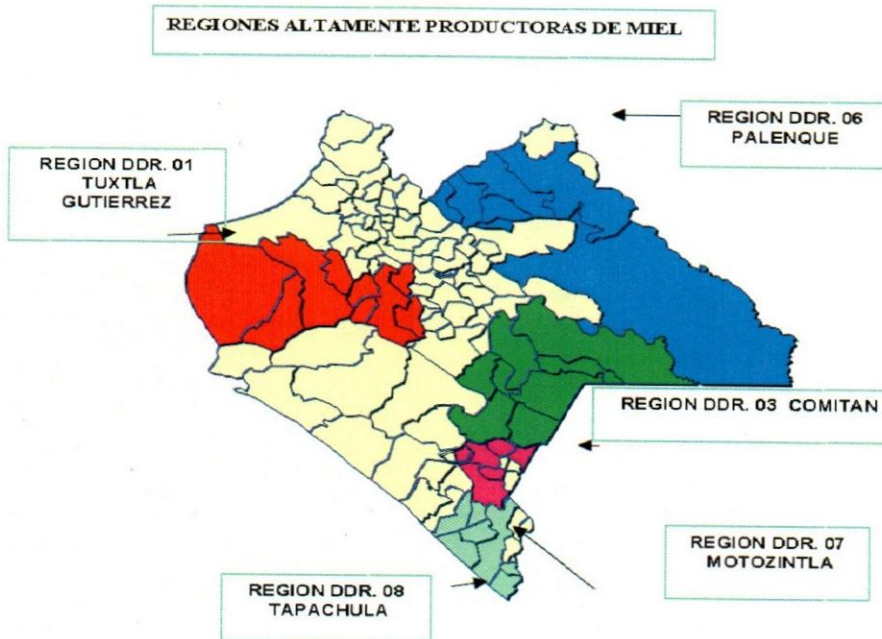 REGIONES ALTAMENTE PRODUCTORAS DE MIEL
REGION DDR. 06
PALENQUE
REGION DDR. 01
TUXTLA
GUTIERREZ
REGION DDR. 03 COMITAN
REGION DDR. 07
MOTOZINTLA
REGION DDR. 08
TAPACHULA